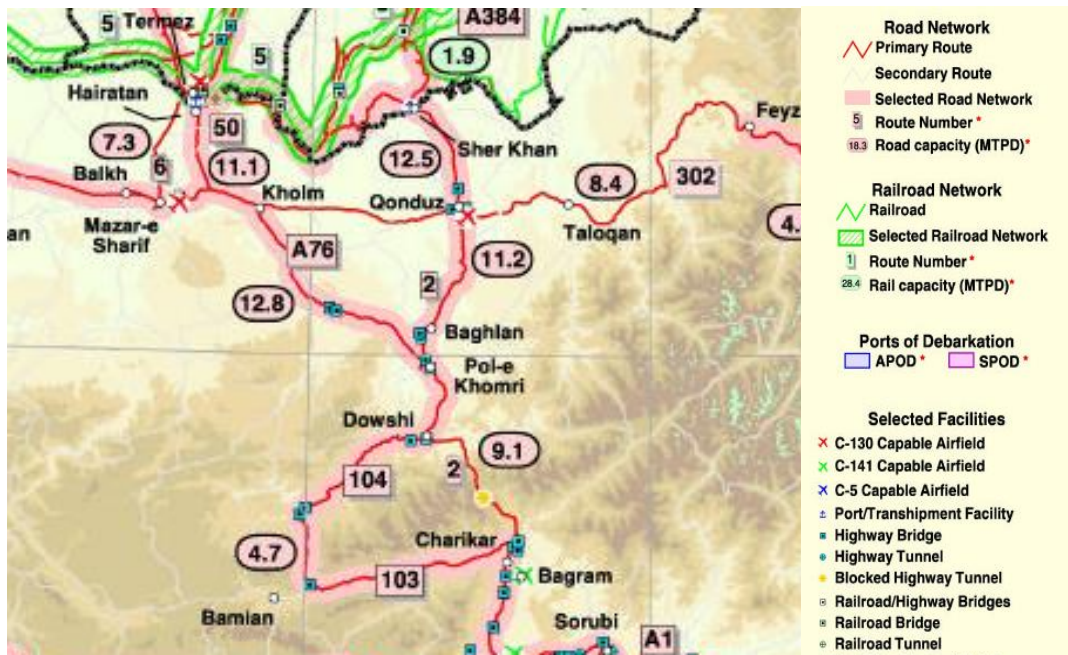 5
Termez
5
A384
1.9
Hairatan
50
7.3
Sher Khan
Feyz
12.5
6
11.1
8.4
302
Balkh
Kholm
Qonduz
Mazar-e
Sharif
an
Taloqan
4.
A76
11.2
2
12.8
Baghlan
Pol-e
Khomri
Dowshi
9.1
2
104
Charikar
4.7
103
Bagram
Bamian
Sorubi
A1
Road Network
Primary Route
Secondary Route
Selected Road Network
5 Route Number *
18.3 Road capacity (MTPD)*
Railroad Network
Railroad
Selected Railroad Network
1 Route Number *
28.4 Rail capacity (MTPD)*
Ports of Debarkation
APOD * SPOD *
Selected Facilities
C-130 Capable Airfield
C-141 Capable Airfield
C-5 Capable Airfield
Port/Transhipment Facility
Highway Bridge
Highway Tunnel
Blocked Highway Tunnel
Railroad/Highway Bridges
Railroad Bridge
Railroad Tunnel